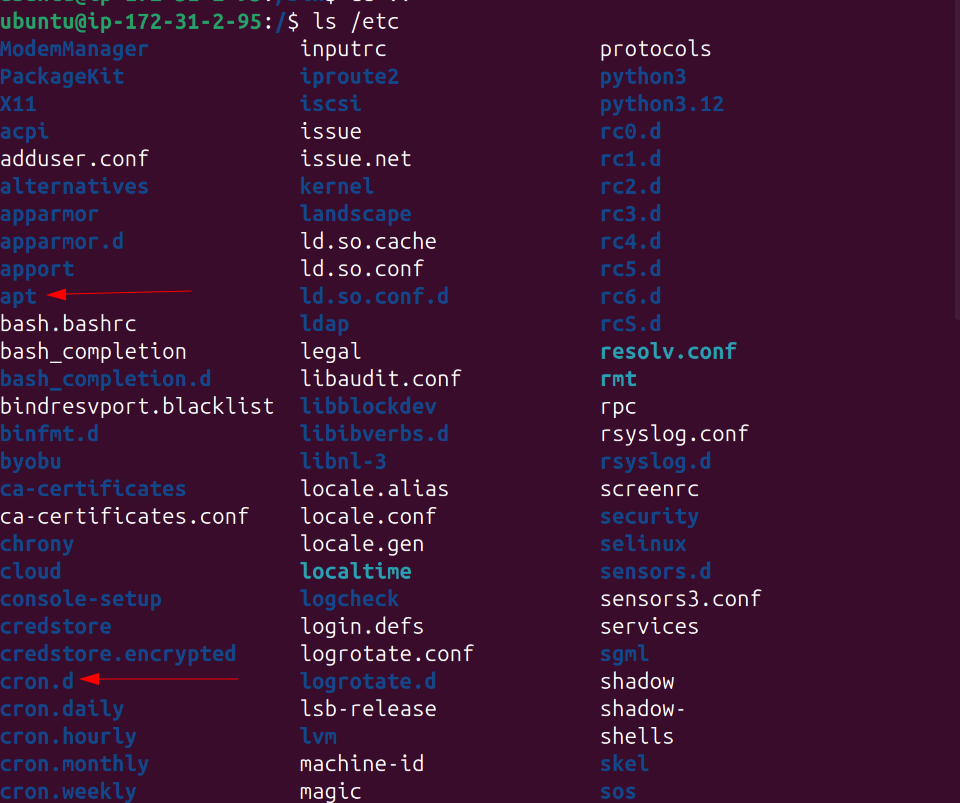 ubuntu@ip-172-31-2-95:/$ ls /etc
ModemManager inputrc protocols
PackageKit iproute2 python3
X11 iscsi python3.12
acpi issue rc0.d
adduser.conf issue.net rc1.d
alternatives kernel rc2.d
apparmor landscape rc3.d
apparmor.d ld.so.cache rc4.d
apport ld.so.conf rc5.d
apt ld.so.conf.d rc6.d
bash.bashrc ldap rcS.d
bash_completion legal resolv.conf
bash_completion.d libaudit.conf rmt
bindresvport.blacklist libblockdev rpc
binfmt.d libibverbs.d rsyslog.conf
byobu libnl-3 rsyslog.d
ca-certificates locale.alias screenrc
ca-certificates.conf locale.conf security
chrony locale.gen selinux
cloud localtime sensors.d
console-setup logcheck sensors3.conf
credstore login.defs services
credstore.encrypted logrotate.conf sgml
cron.d logrotate.d shadow
cron.daily lsb-release shadow-
cron.hourly lvm shells
cron.monthly machine-id skel
cron.weekly magic sos